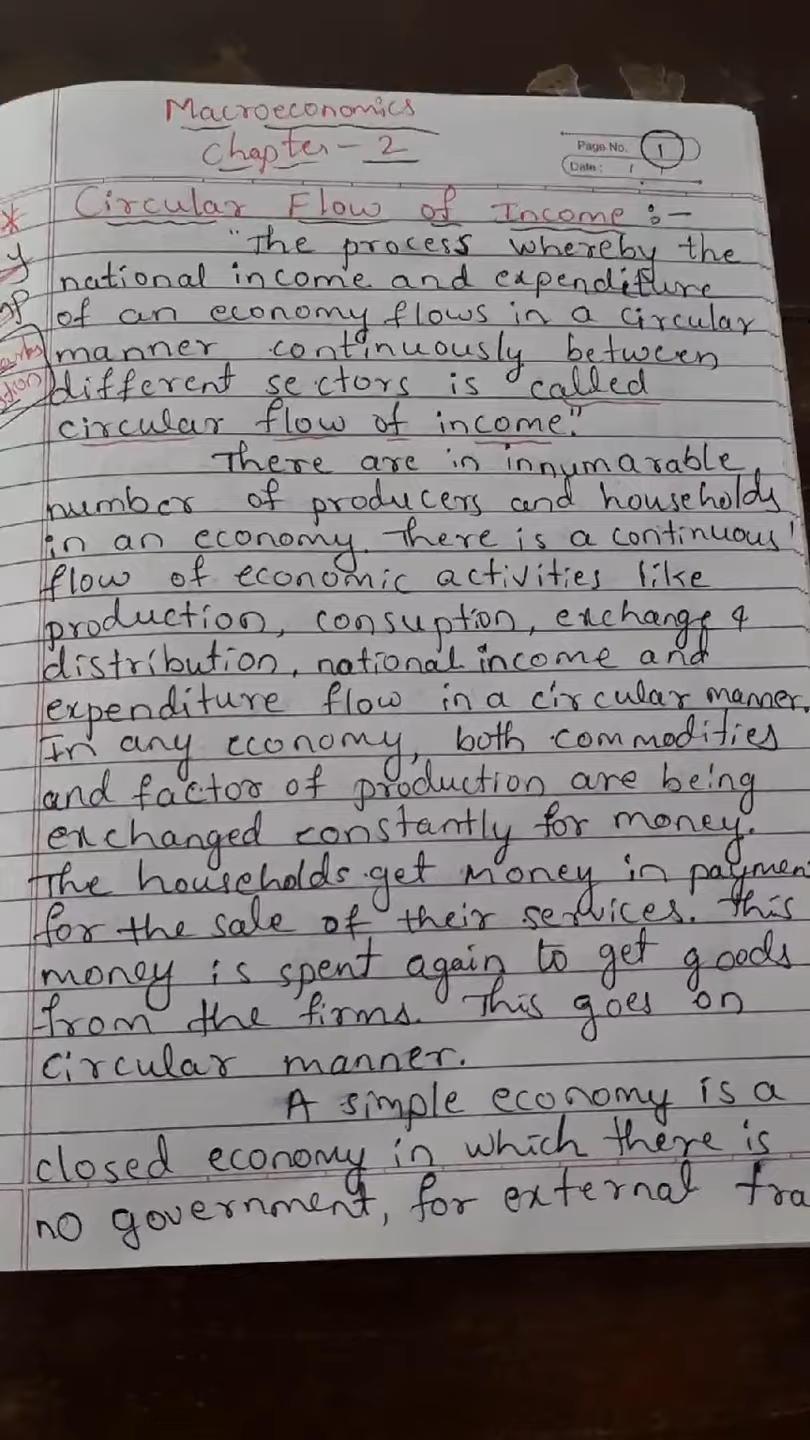 Macroeconomics
Chapter - 2
Page No. 1
Date : / /
* Circular Flow of Income :-
"The process whereby the
national income and expenditure
of an economy flows in a circular
manner continuously between
different sectors is called
circular flow of income."
There are in innumarable
number of producers and households
in an economy. There is a continuous
flow of economic activities like
production, consuption, exchange &
distribution, national income and
expenditure flow in a circular manner.
In any economy, both commodities
and factor of production are being
exchanged constantly for money.
The households get money in paymen
for the sale of their services. This
money is spent again to get goods
from the firms. This goes on
circular manner.
A simple economy is a
closed economy in which there is
no government, for external tra